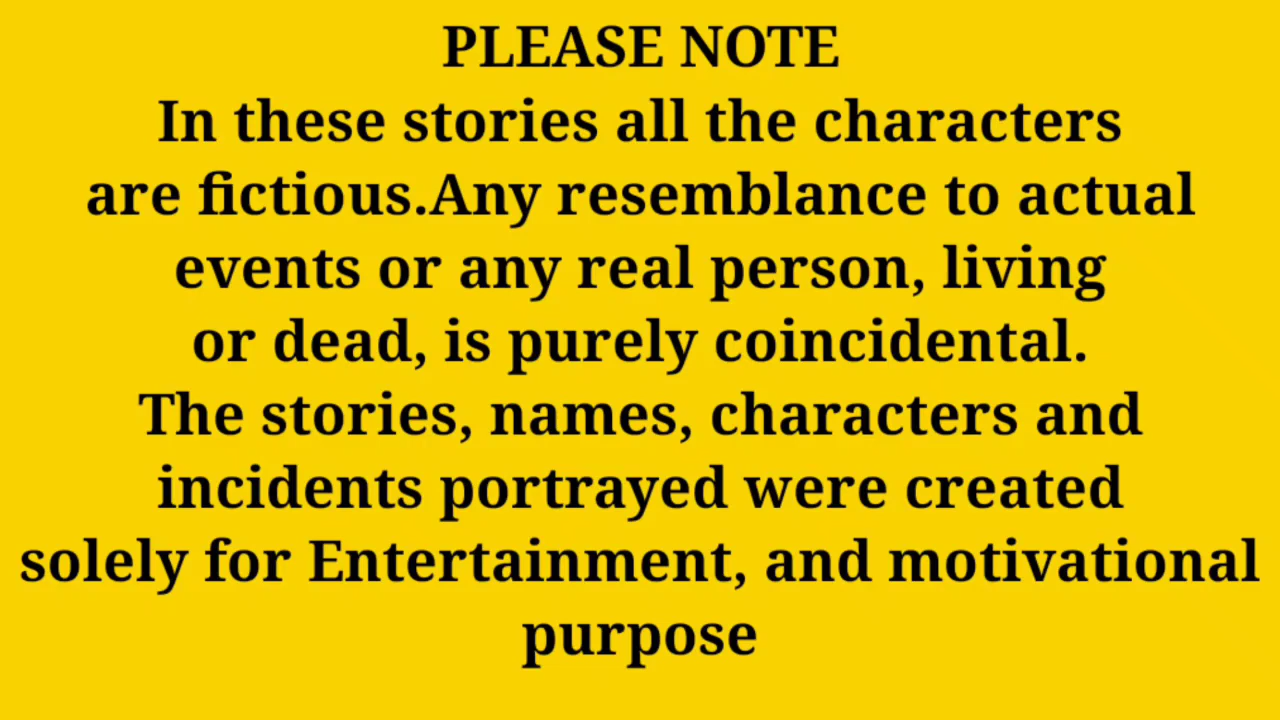 PLEASE NOTE
In these stories all the characters
are fictious.Any resemblance to actual
events or any real person, living
or dead, is purely coincidental.
The stories, names, characters and
incidents portrayed were created
solely for Entertainment, and motivational
purpose